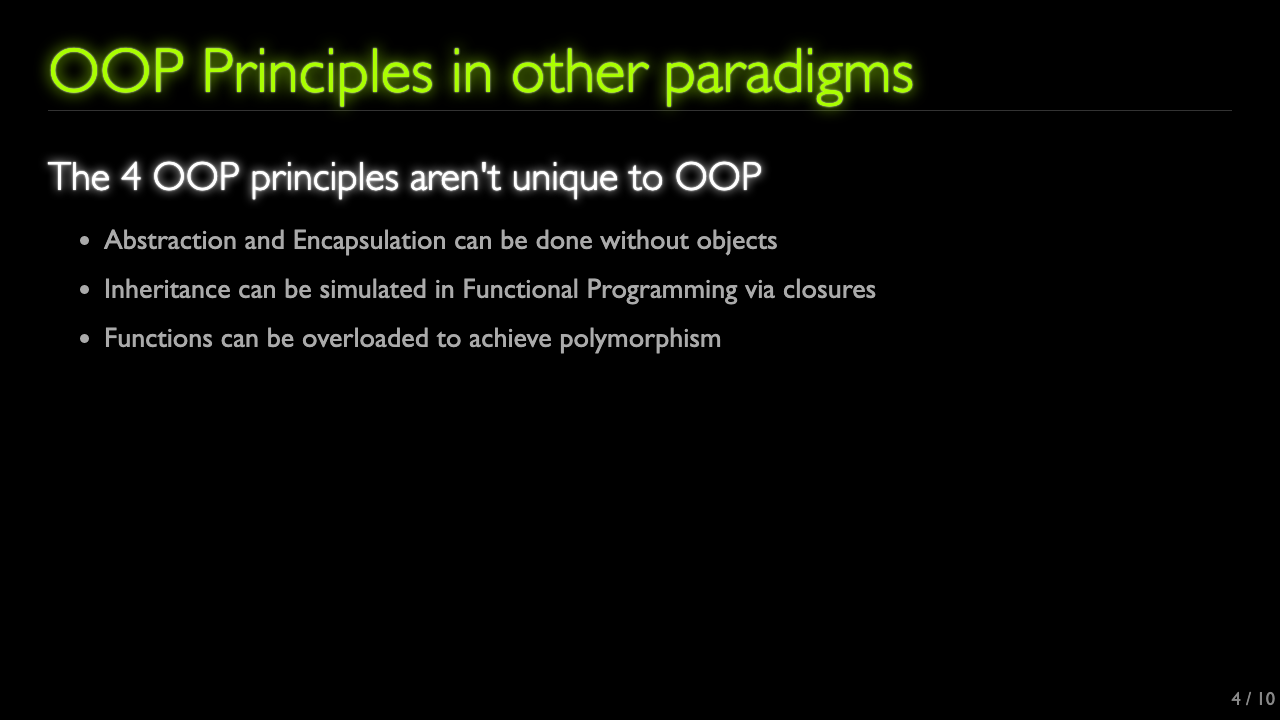 OOP Principles in other paradigms
The 4 OOP principles aren't unique to OOP
• Abstraction and Encapsulation can be done without objects
• Inheritance can be simulated in Functional Programming via closures
• Functions can be overloaded to achieve polymorphism
4 / 10